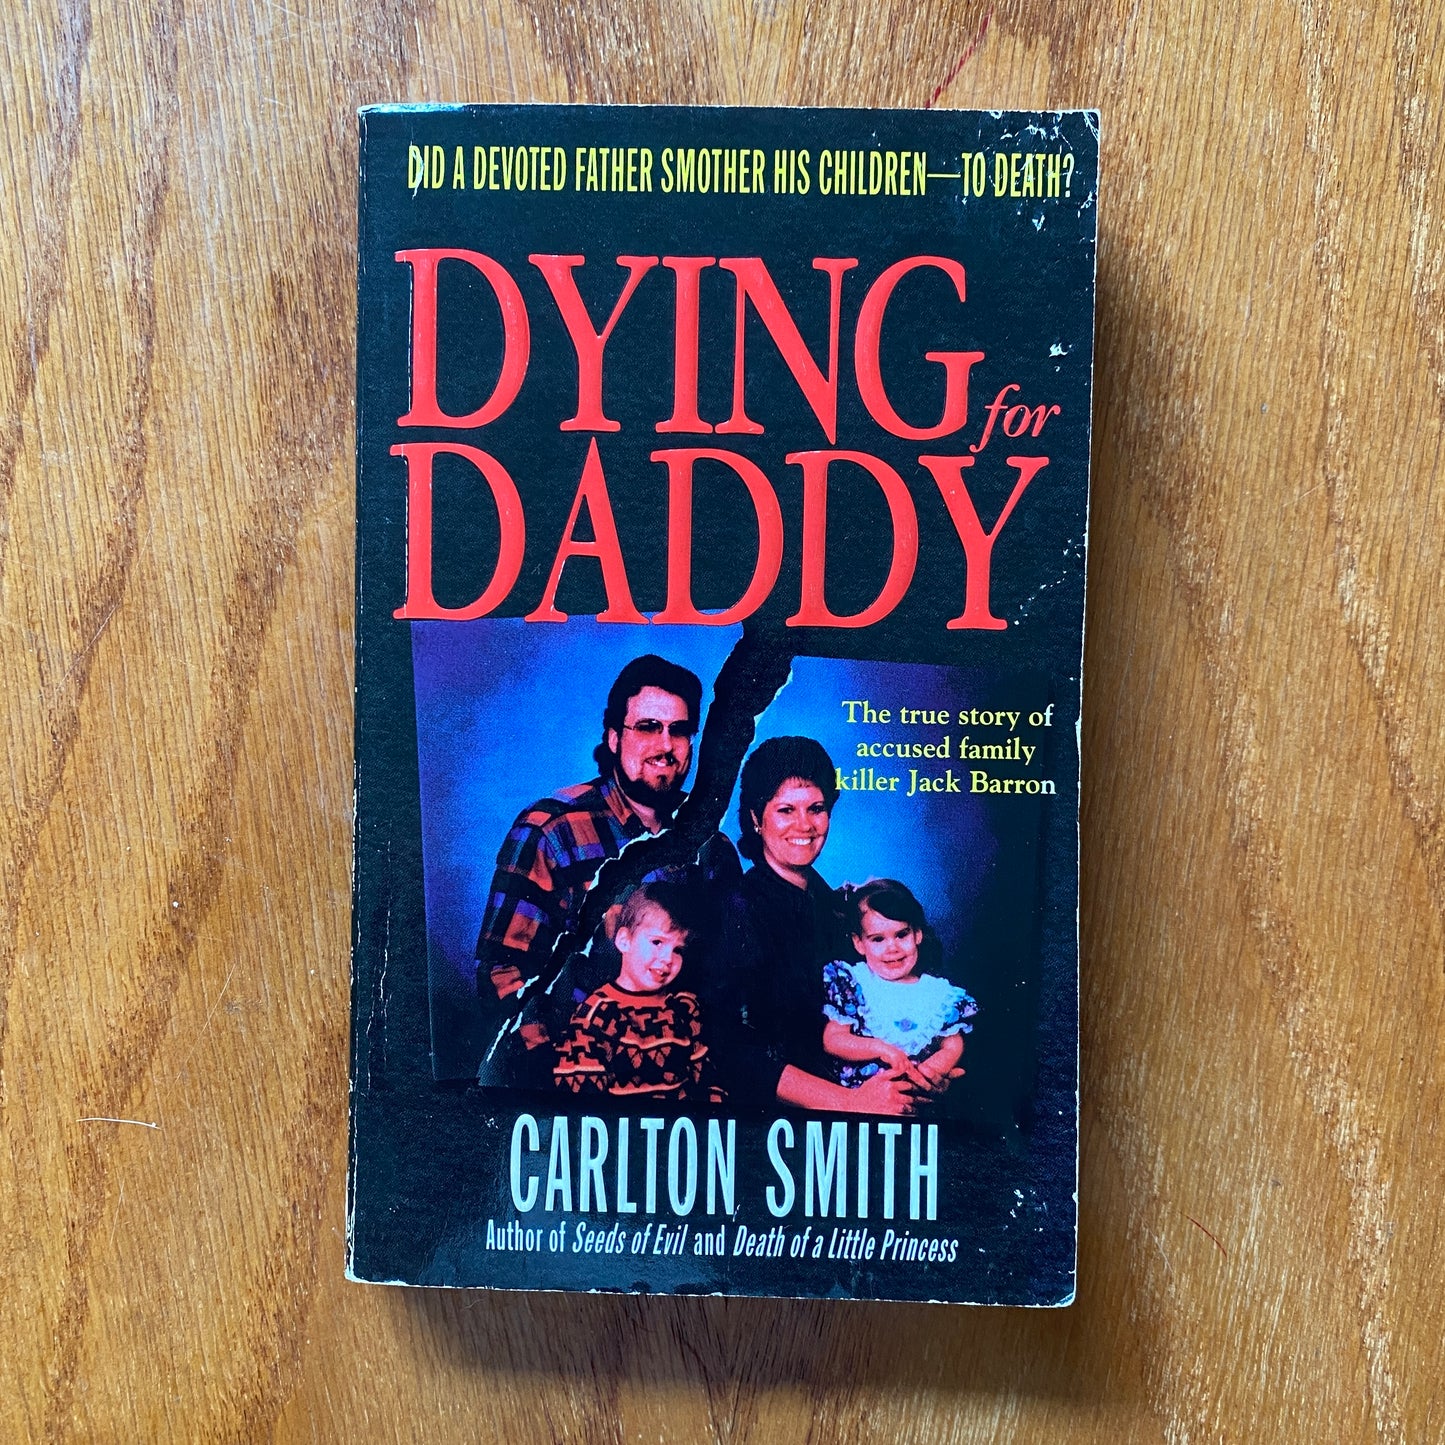 DID A DEVOTED FATHER SMOTHER HIS CHILDREN—TO DEATH?
DYING for
DADDY
The true story of
accused family
killer Jack Barron
CARLTON SMITH
Author of Seeds of Evil and Death of a Little Princess